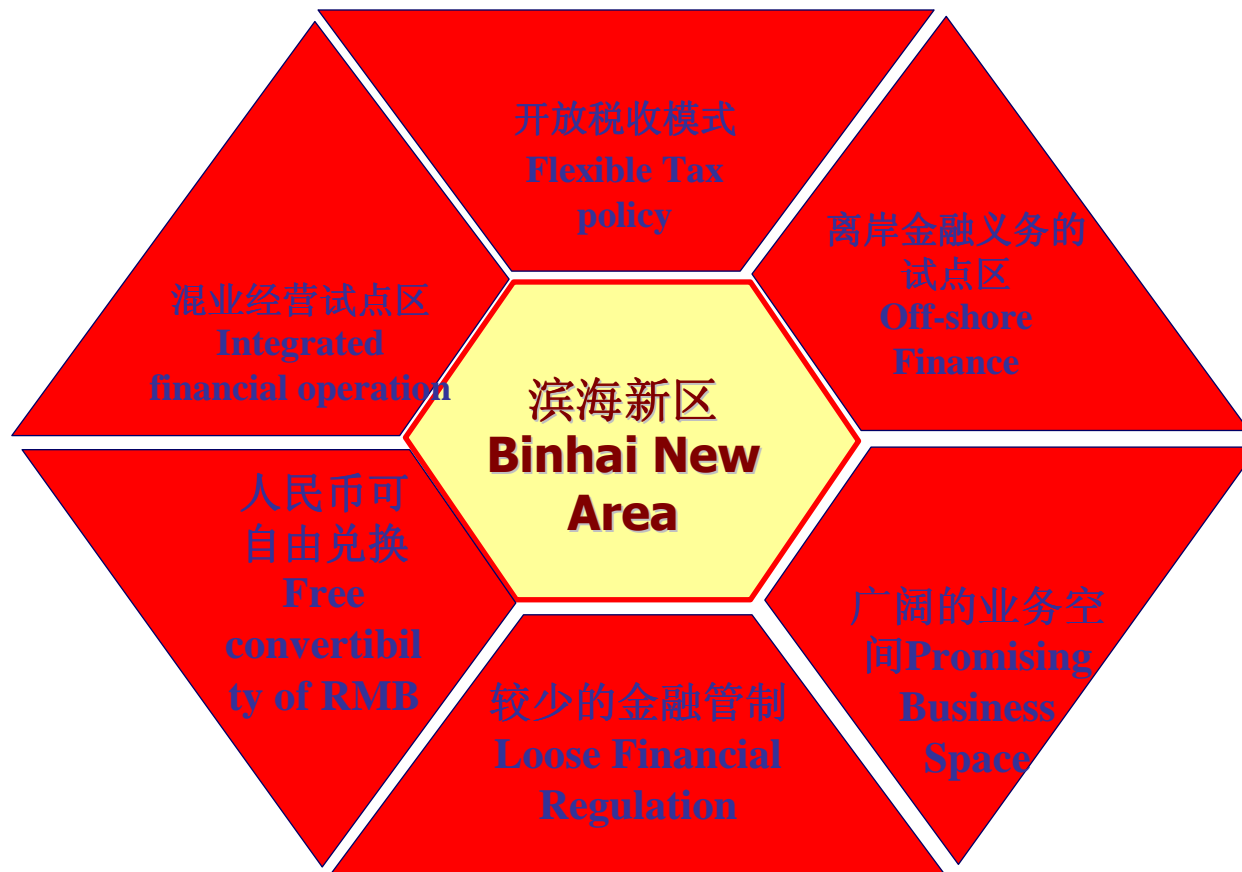 开放税收模式
Flexible Tax
policy
离岸金融义务的
试点区
Off-shore
Finance
混业经营试点区
Integrated
financial operation
滨海新区
Binhai New
Area
人民币可
自由兑换
Free
convertibil
ty of RMB
广阔的业务空
间Promising
Business
Space
较少的金融管制
Loose Financial
Regulation